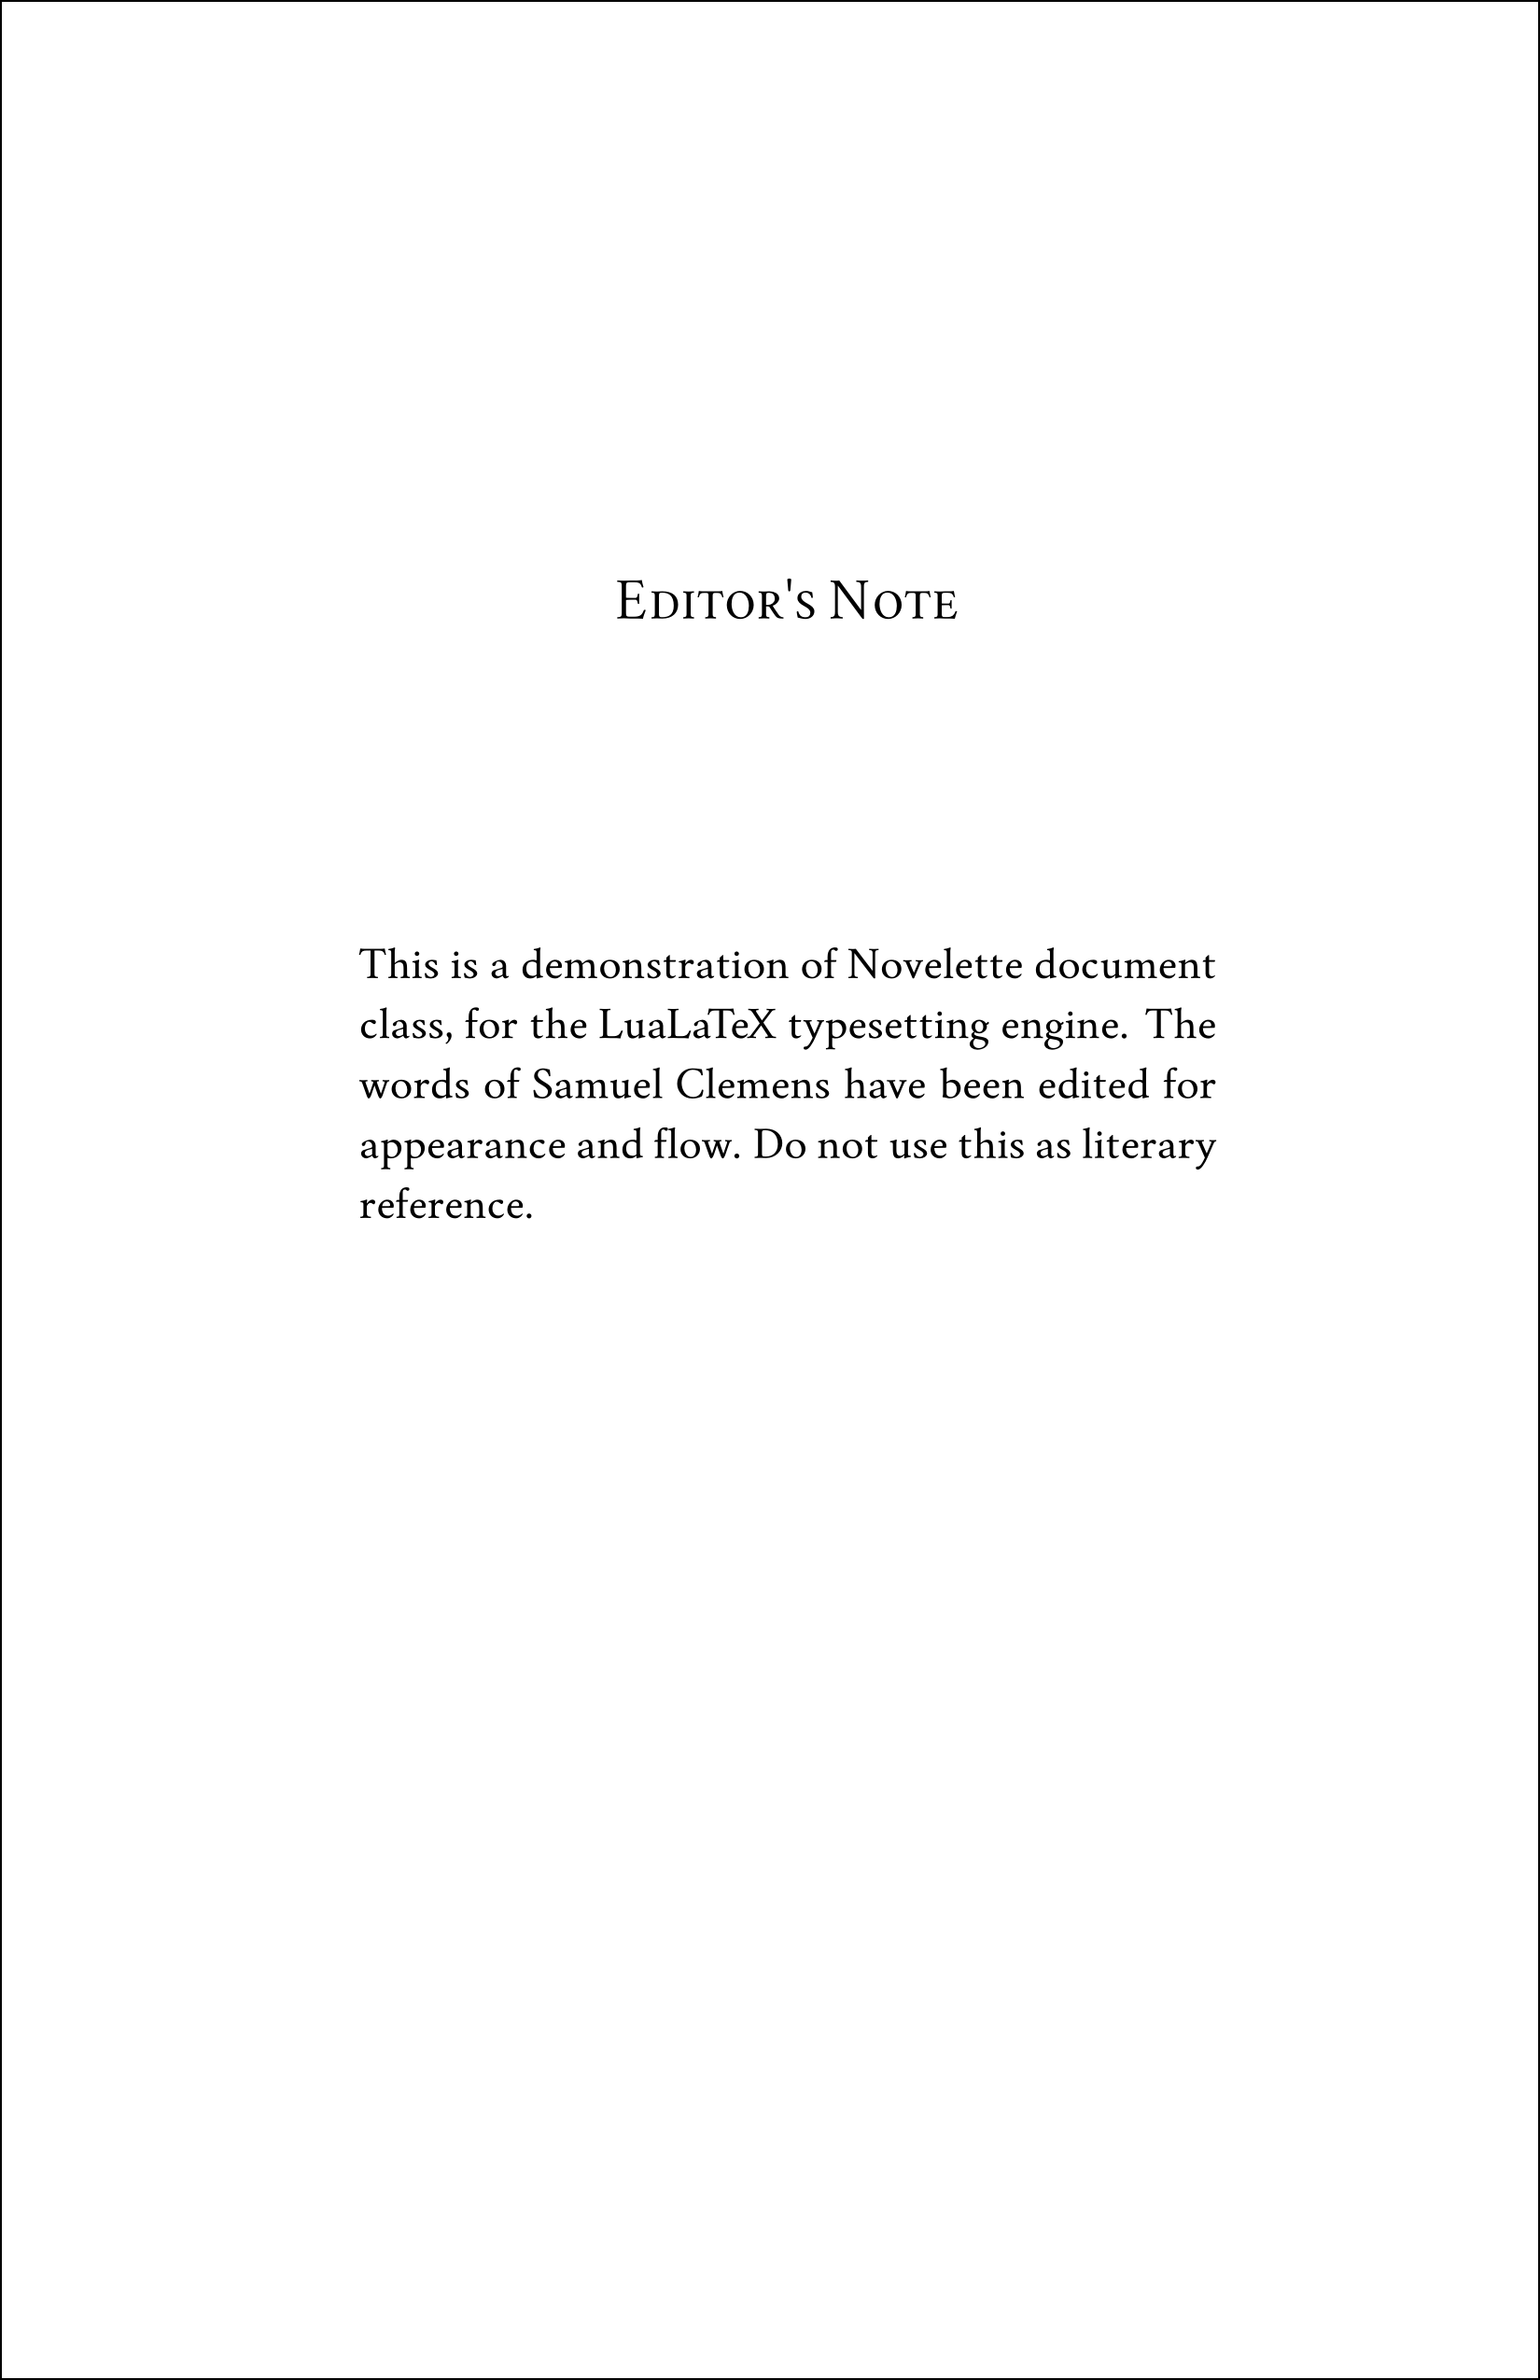 Editor's Note
This is a demonstration of Novelette document
class, for the LuaLaTeX typesetting engine. The
words of Samuel Clemens have been edited for
appearance and flow. Do not use this as literary
reference.